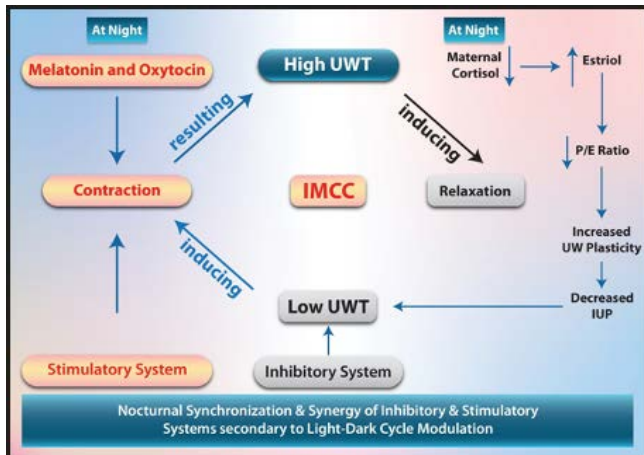 At Night
Melatonin and Oxytocin
resulting
High UWT
inducing
At Night
Maternal
Cortisol
Estriol
P/E Ratio
Contraction
IMCC
Relaxation
Increased
UW Plasticity
inducing
Low UWT
Decreased
IUP
Stimulatory System
Inhibitory System
Nocturnal Synchronization & Synergy of Inhibitory & Stimulatory
Systems secondary to Light-Dark Cycle Modulation